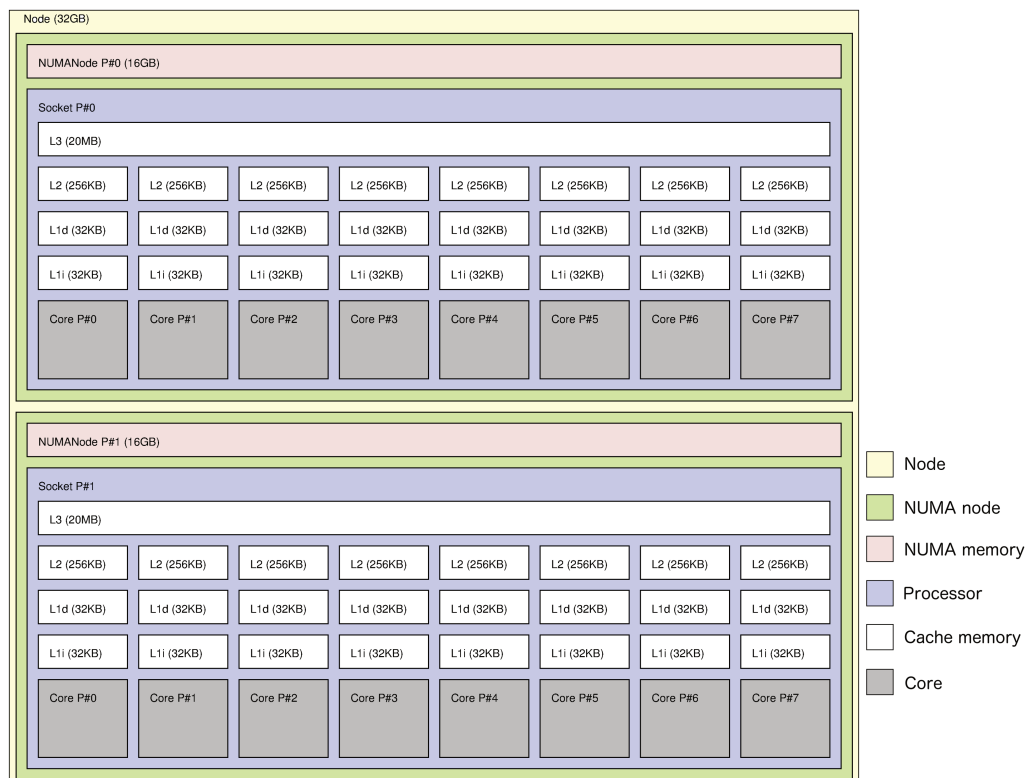 Node (32GB)
NUMANode P#0 (16GB)
Socket P#0
L3 (20MB)
L2 (256KB) L2 (256KB) L2 (256KB) L2 (256KB) L2 (256KB) L2 (256KB) L2 (256KB) L2 (256KB)
L1d (32KB) L1d (32KB) L1d (32KB) L1d (32KB) L1d (32KB) L1d (32KB) L1d (32KB) L1d (32KB)
L1i (32KB) L1i (32KB) L1i (32KB) L1i (32KB) L1i (32KB) L1i (32KB) L1i (32KB) L1i (32KB)
Core P#0 Core P#1 Core P#2 Core P#3 Core P#4 Core P#5 Core P#6 Core P#7
NUMANode P#1 (16GB)
Socket P#1
L3 (20MB)
L2 (256KB) L2 (256KB) L2 (256KB) L2 (256KB) L2 (256KB) L2 (256KB) L2 (256KB) L2 (256KB)
L1d (32KB) L1d (32KB) L1d (32KB) L1d (32KB) L1d (32KB) L1d (32KB) L1d (32KB) L1d (32KB)
L1i (32KB) L1i (32KB) L1i (32KB) L1i (32KB) L1i (32KB) L1i (32KB) L1i (32KB) L1i (32KB)
Core P#0 Core P#1 Core P#2 Core P#3 Core P#4 Core P#5 Core P#6 Core P#7
Node
NUMA node
NUMA memory
Processor
Cache memory
Core